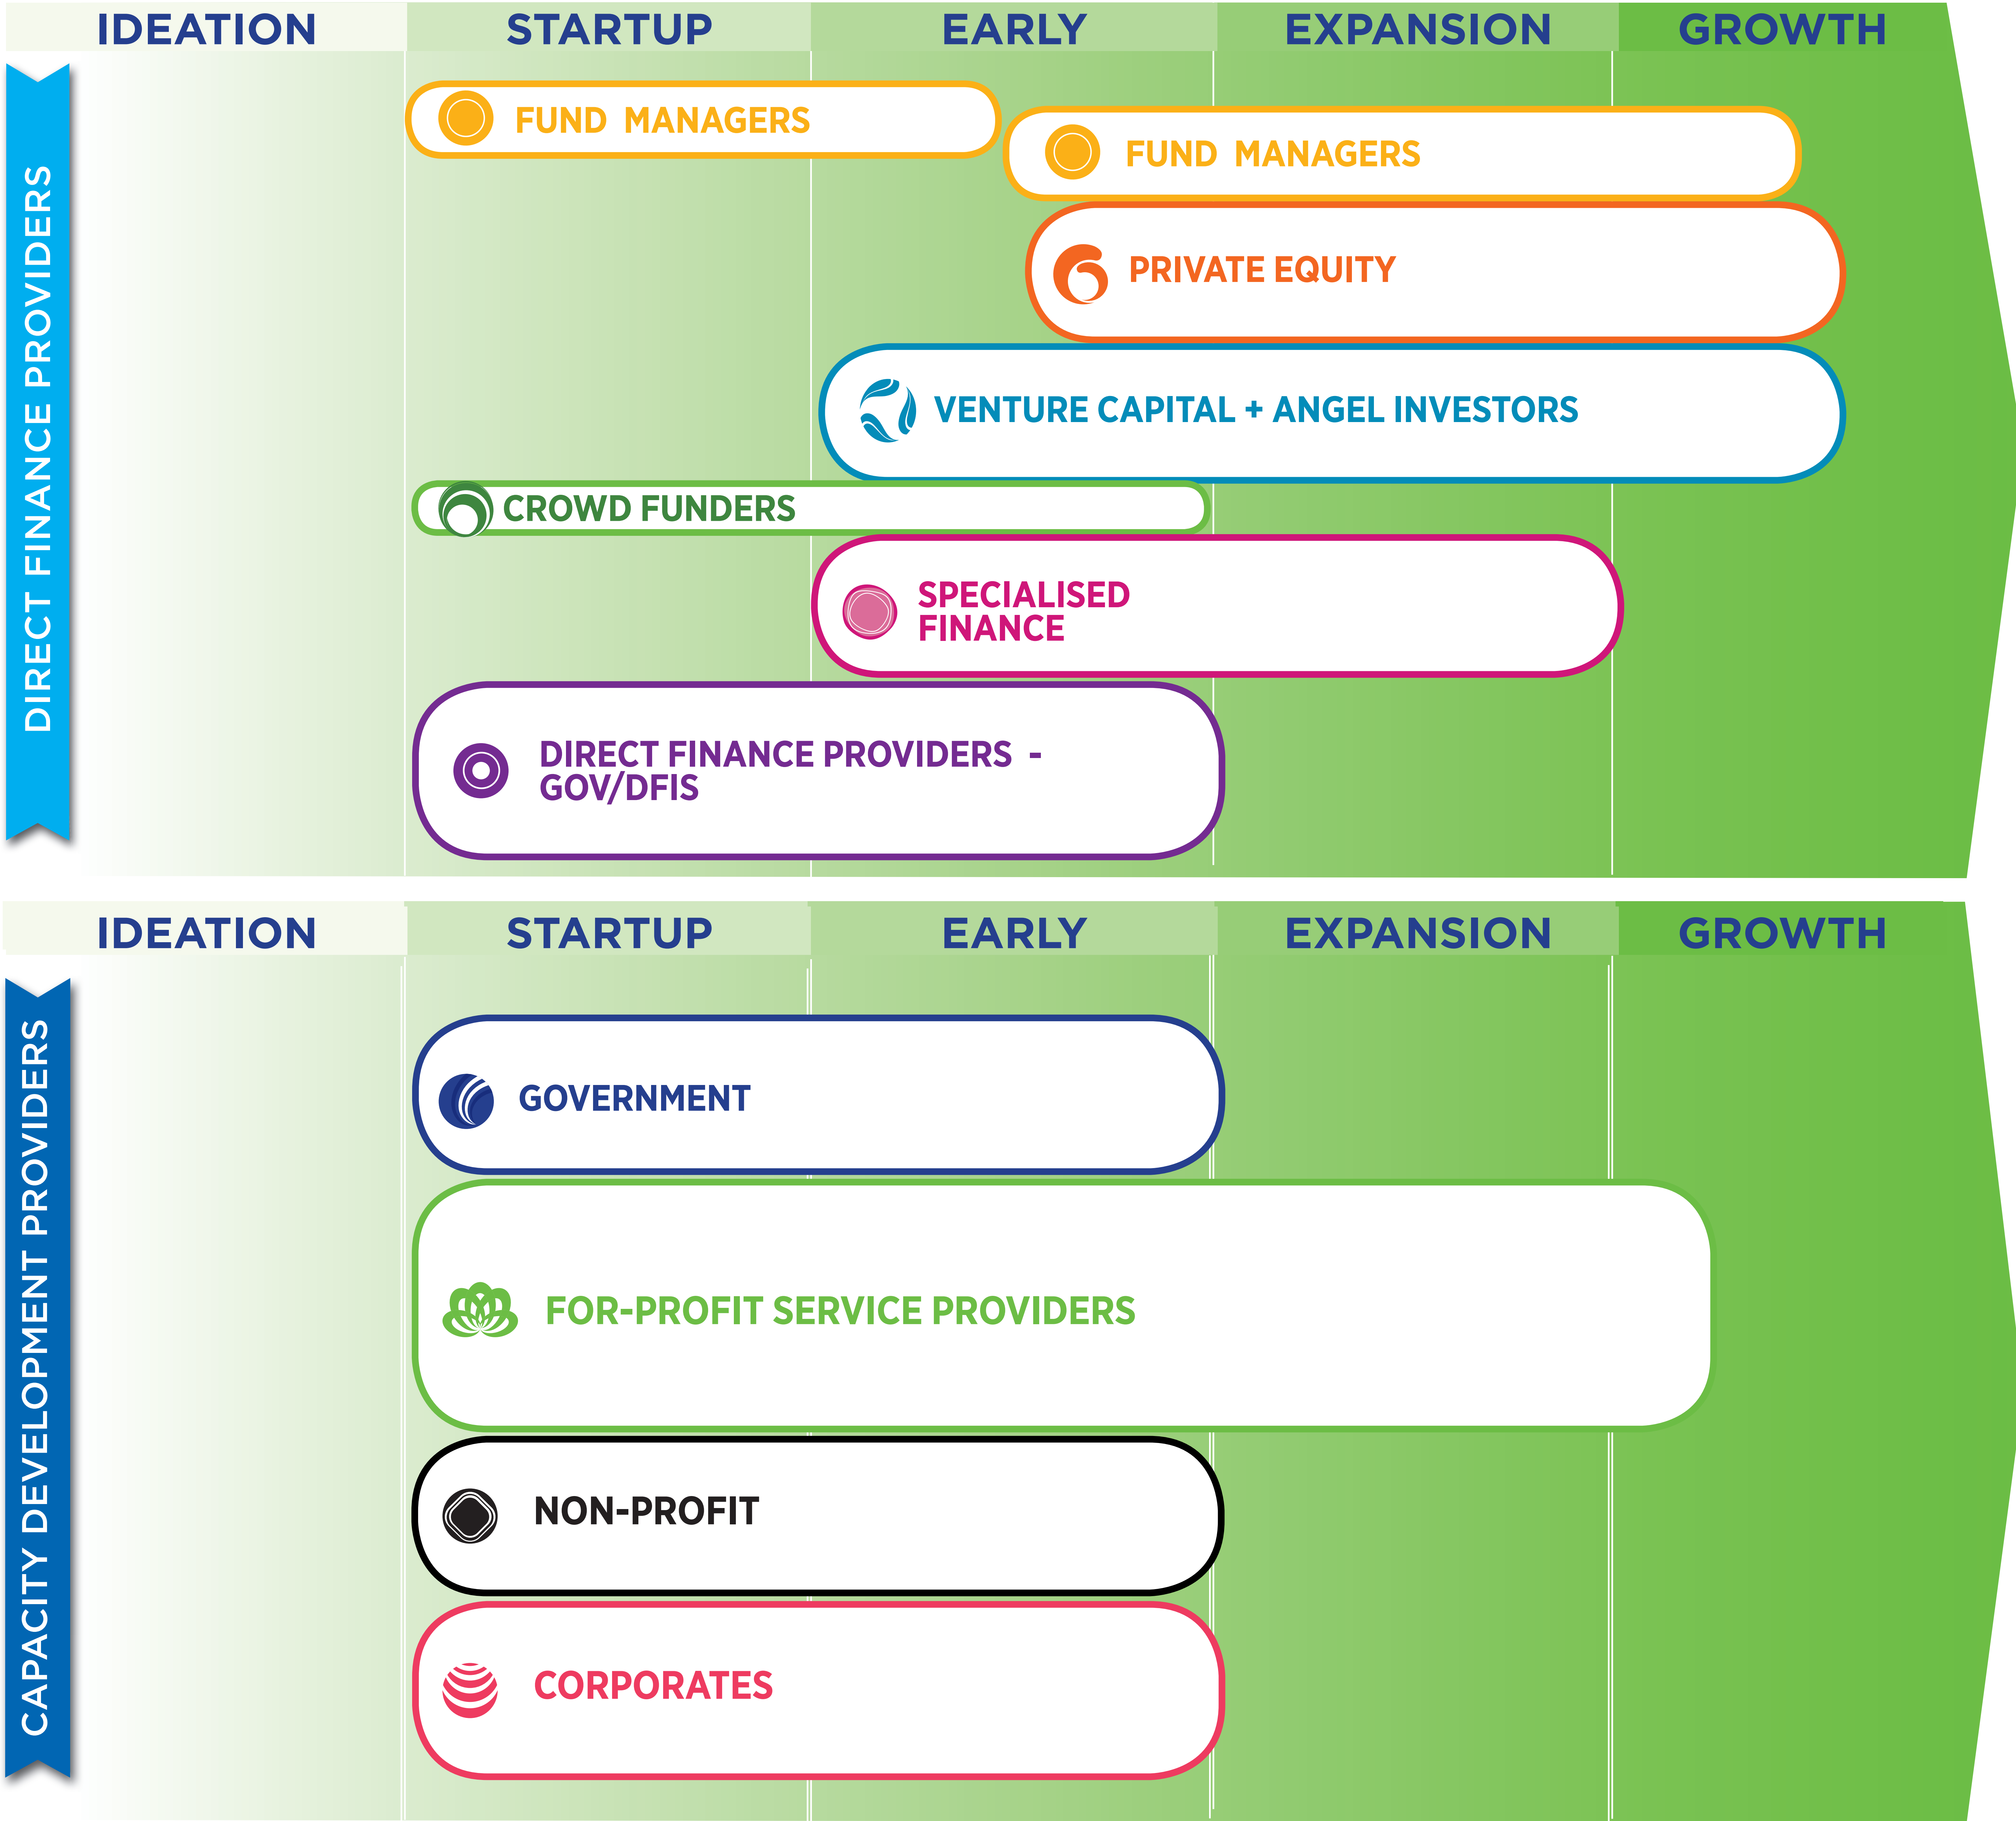 IDEATION STARTUP EARLY EXPANSION GROWTH
DIRECT FINANCE PROVIDERS
FUND MANAGERS
FUND MANAGERS
PRIVATE EQUITY
VENTURE CAPITAL + ANGEL INVESTORS
CROWD FUNDERS
SPECIALISED
FINANCE
DIRECT FINANCE PROVIDERS -
GOV/DFIS
IDEATION STARTUP EARLY EXPANSION GROWTH
CAPACITY DEVELOPMENT PROVIDERS
GOVERNMENT
FOR-PROFIT SERVICE PROVIDERS
NON-PROFIT
CORPORATES